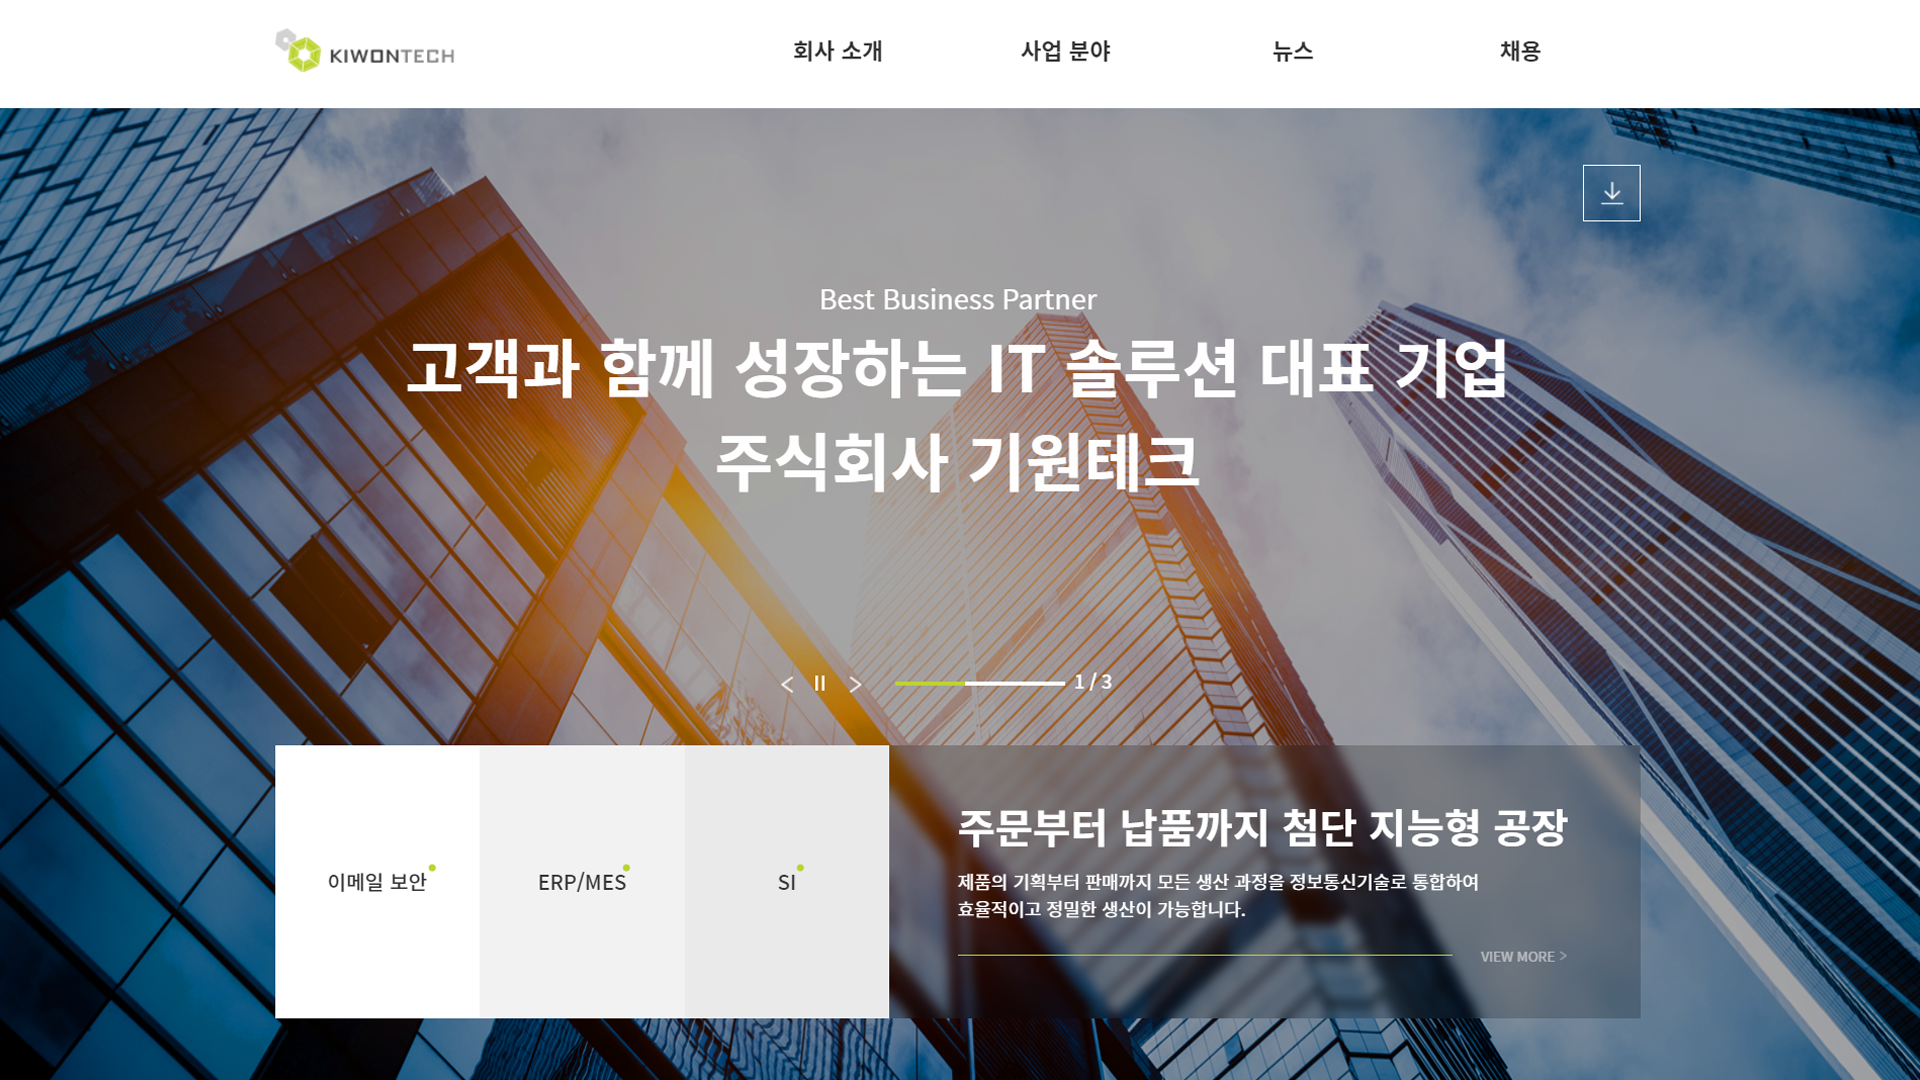 KIWONTECH
회사 소개
사업 분야
뉴스
채용
Best Business Partner
고객과 함께 성장하는 IT 솔루션 대표 기업
주식회사 기원테크
1 / 3
이메일 보안
ERP/MES
SI
주문부터 납품까지 첨단 지능형 공장
제품의 기획부터 판매까지 모든 생산 과정을 정보통신기술로 통합하여
효율적이고 정밀한 생산이 가능합니다.
VIEW MORE >